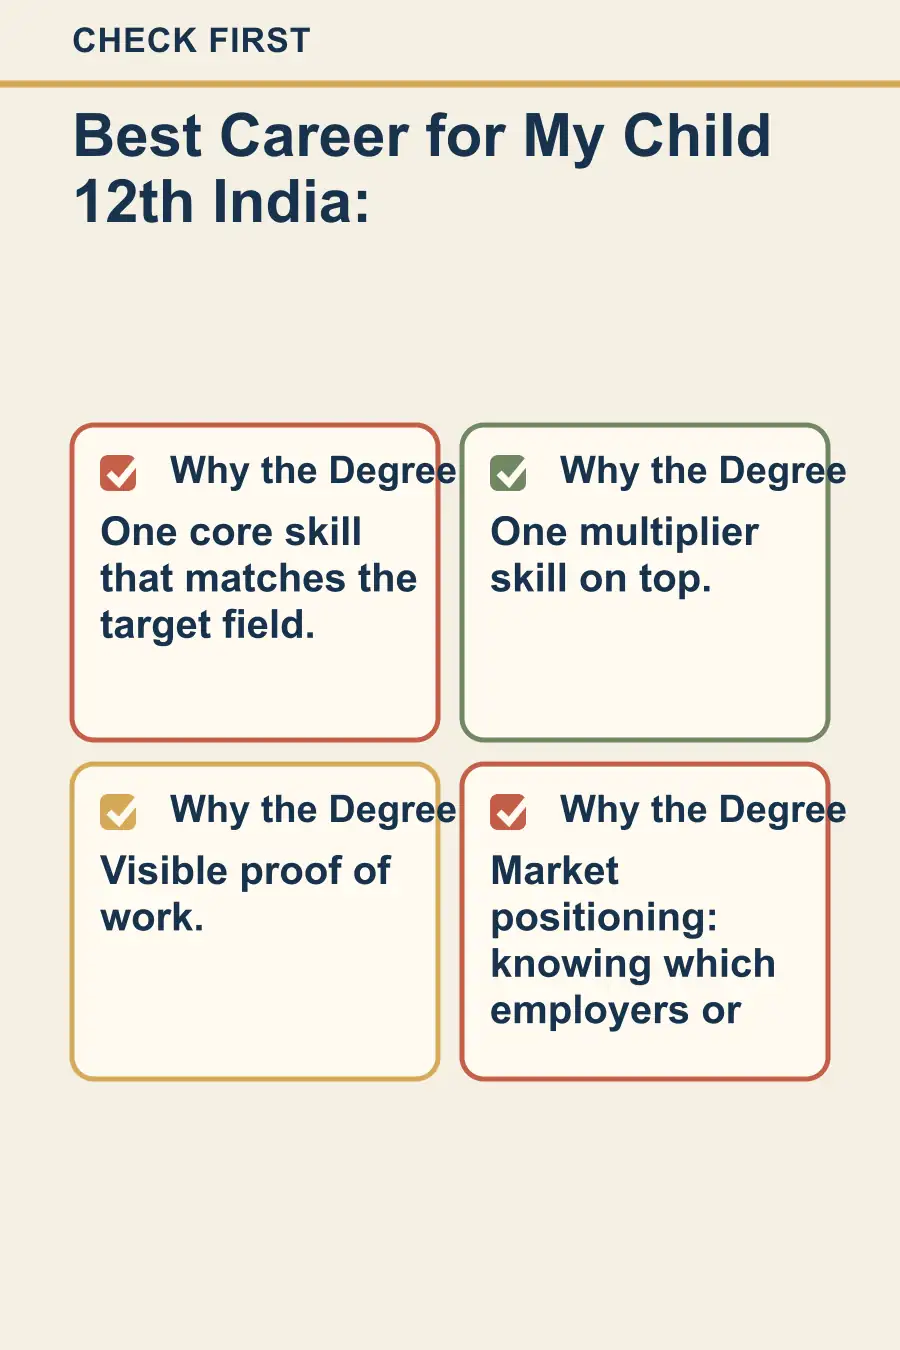 CHECK FIRST
Best Career for My Child
12th India:
Why the Degree
One core skill
that matches the
target field.
Why the Degree
One multiplier
skill on top.
Why the Degree
Visible proof of
work.
Why the Degree
Market
positioning:
knowing which
employers or